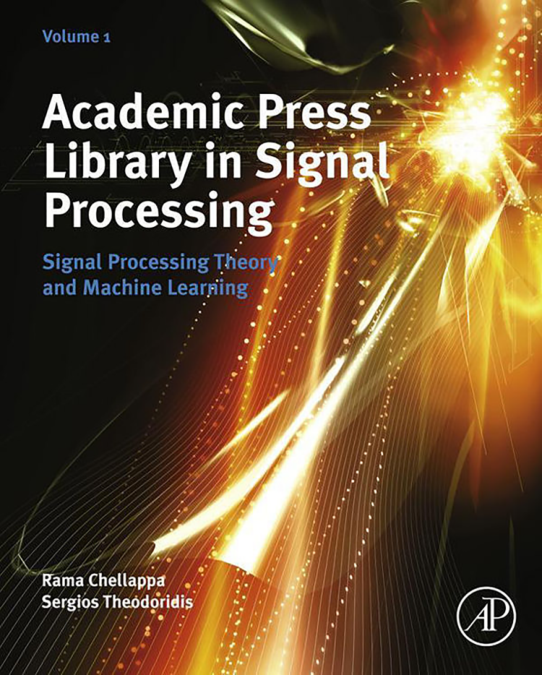 Volume 1
Academic Press
Library in Signal
Processing
Signal Processing Theory
and Machine Learning
Rama Chellappa
Sergios Theodoridis
AP